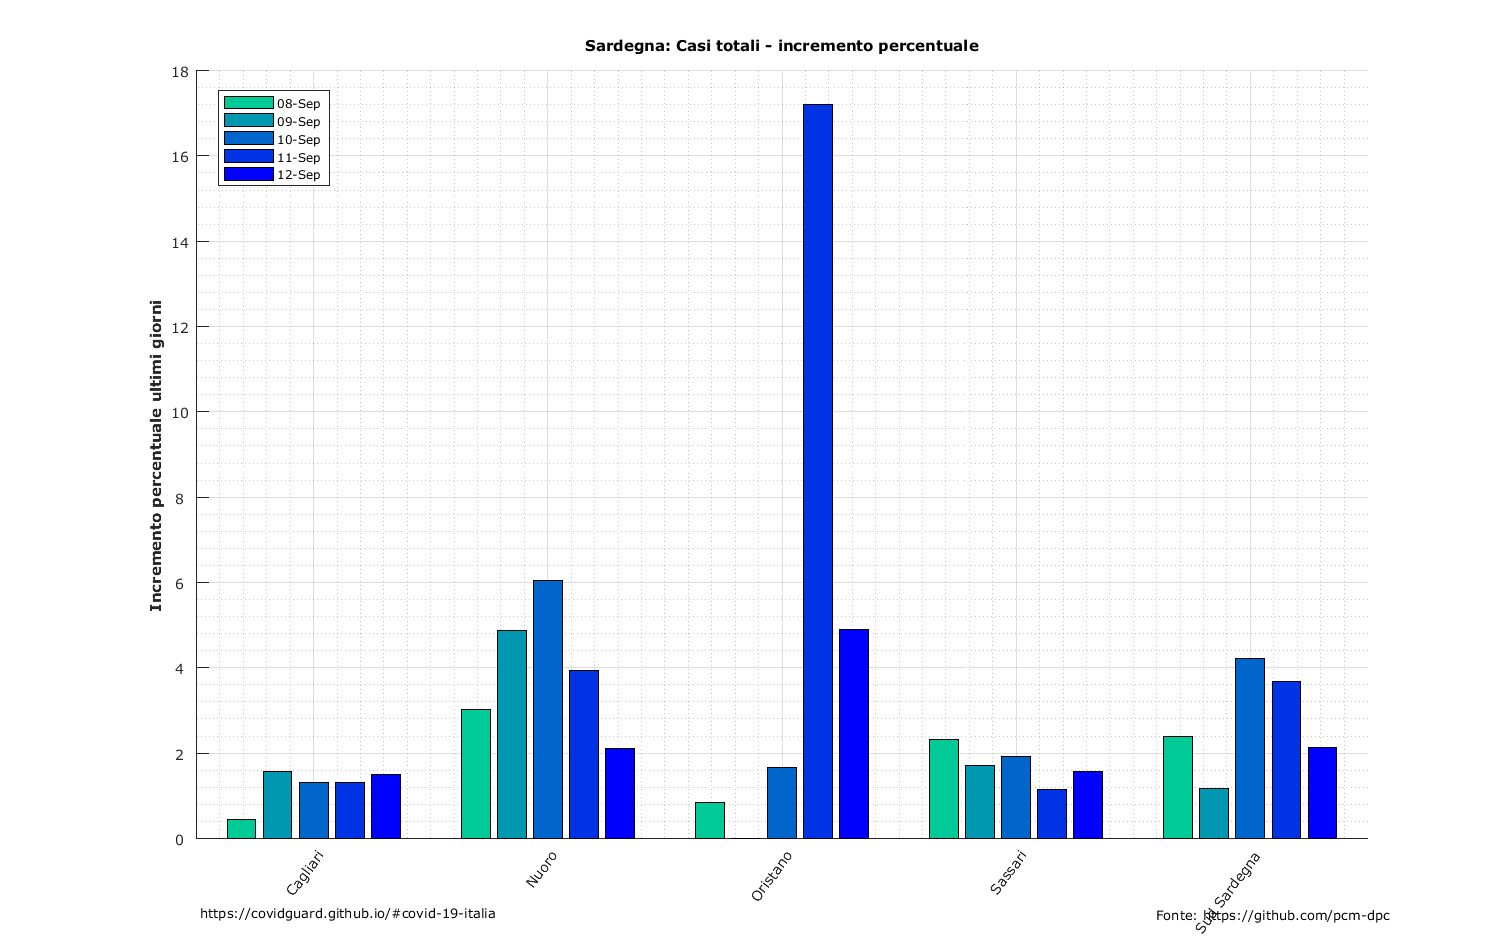 Sardegna: Casi totali - incremento percentuale
18
16
14
12
10
8
6
4
2
0
Incremento percentuale ultimi giorni
08-Sep
09-Sep
10-Sep
11-Sep
12-Sep
Cagliari
Nuoro
Oristano
Sassari
Sud Sardegna
https://covidguard.github.io/#covid-19-italia
Fonte: https://github.com/pcm-dpc